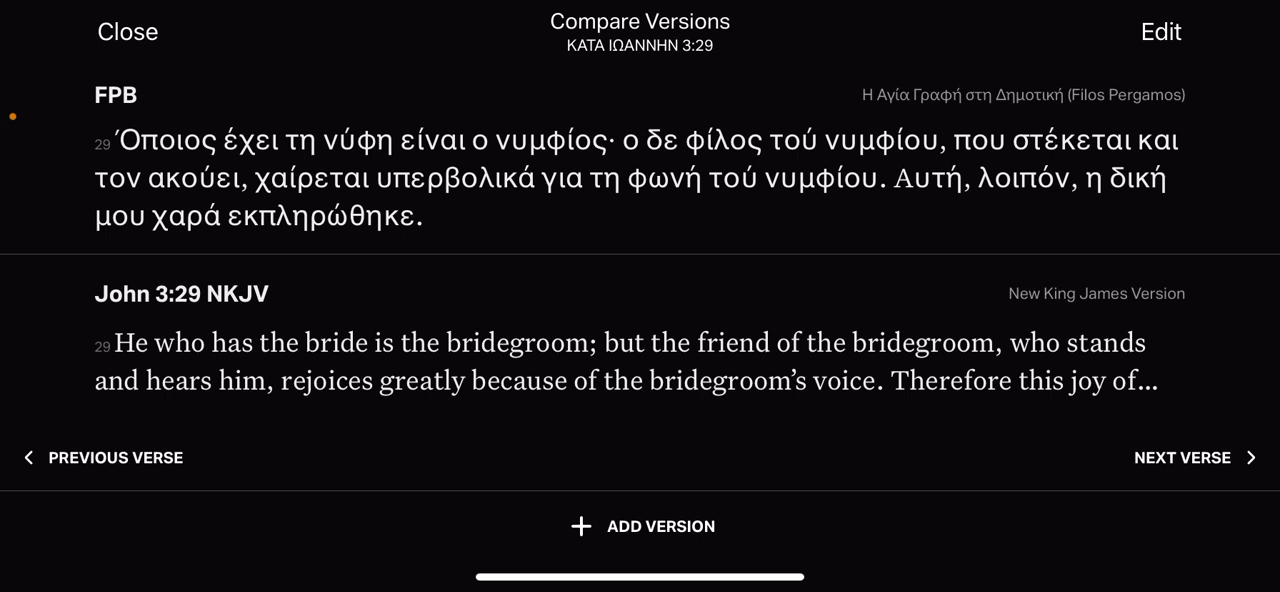 Close
Compare Versions
Edit
ΚΑΤΑ ΙΩΑΝΝΗΝ 3:29
FPB
Η Αγία Γραφή στη Δημοτική (Filos Pergamos)
29 Όποιος έχει τη νύφη είναι ο νυμφίος· ο δε φίλος τού νυμφίου, που στέκεται και
τον ακούει, χαίρεται υπερβολικά για τη φωνή τού νυμφίου. Αυτή, λοιπόν, η δική
μου χαρά εκπληρώθηκε.
John 3:29 NKJV
New King James Version
29 He who has the bride is the bridegroom; but the friend of the bridegroom, who stands
and hears him, rejoices greatly because of the bridegroom’s voice. Therefore this joy of...
PREVIOUS VERSE
NEXT VERSE
ADD VERSION